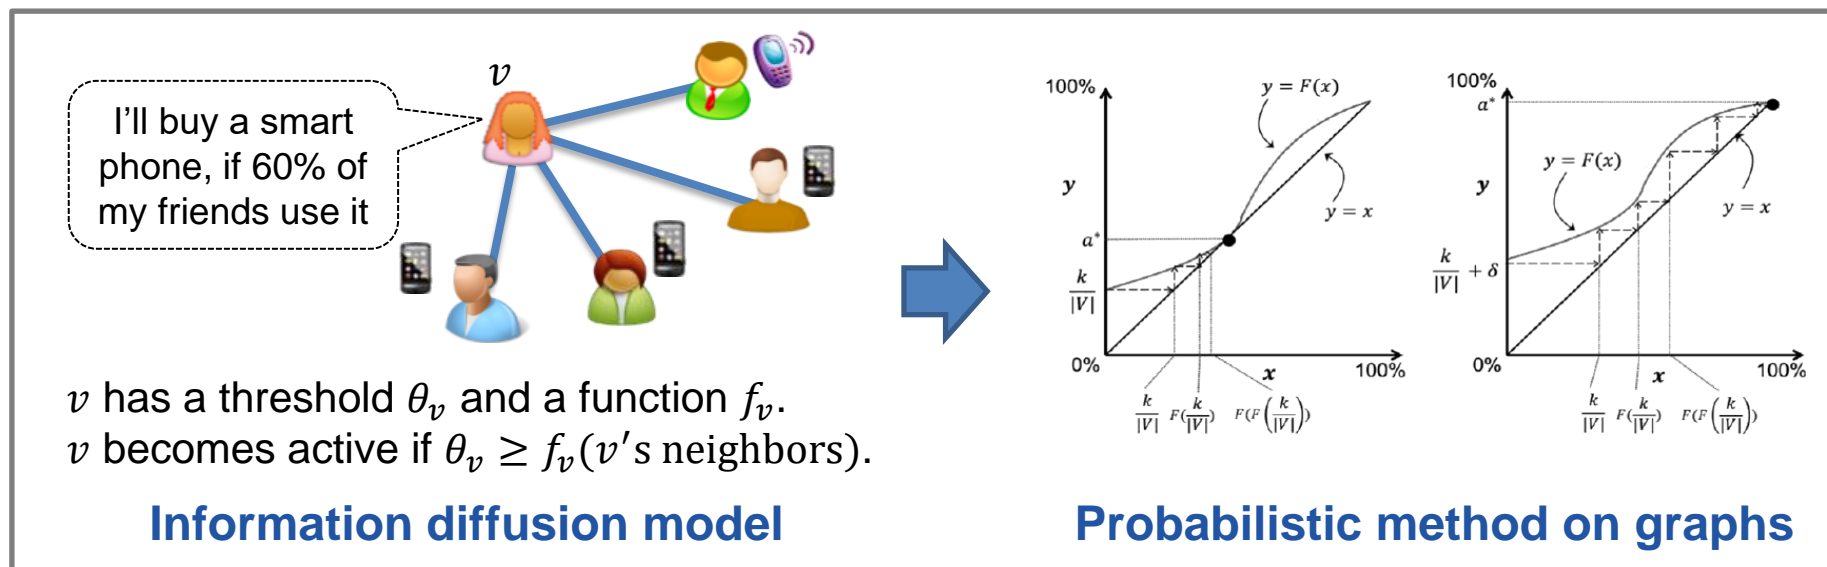 v
I'll buy a smart
phone, if 60% of
my friends use it
v has a threshold θ_v and a function f_v.
v becomes active if θ_v ≥ f_v(v's neighbors).
Information diffusion model
100%
y = F(x)
y
y = x
a*
k/|V|
0%
x
100%
k/|V| F(k/|V|) F(F(k/|V|))
100%
a*
y = F(x)
y
y = x
k/|V| + δ
0%
x
100%
k/|V| F(k/|V|) F(F(k/|V|))
Probabilistic method on graphs